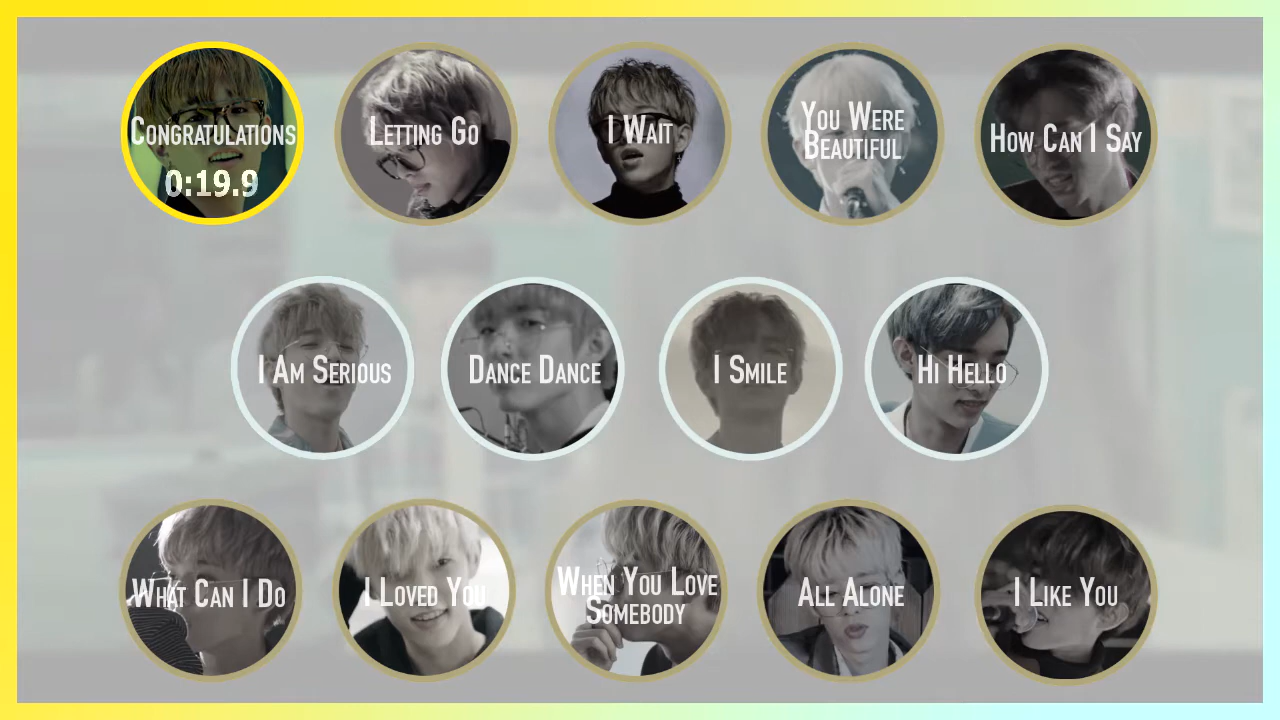 Congratulations
0:19.9
Letting Go
I Wait
You Were
Beautiful
How Can I Say
I Am Serious
Dance Dance
I Smile
Hi Hello
What Can I Do
I Loved You
When You Love
Somebody
All Alone
I Like You